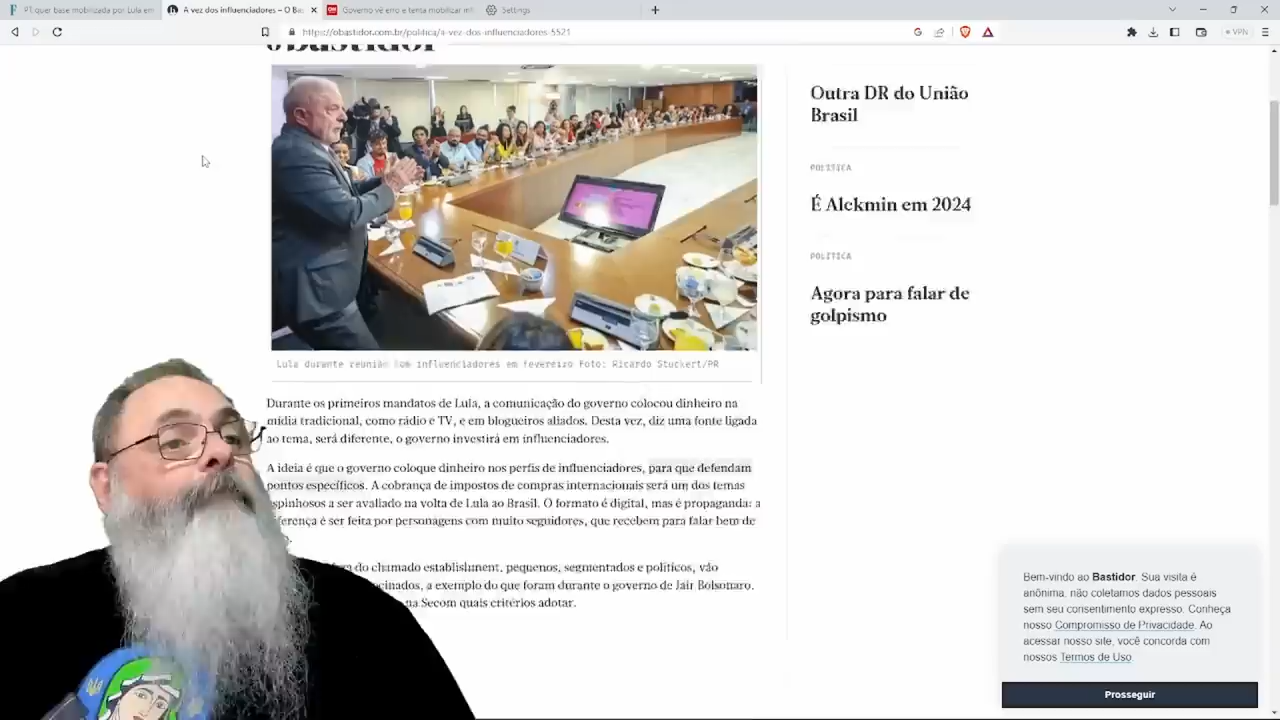 PT quer base mobilizada por Lula em
A vez dos influenciadores – O Bas
Governo vê erro e tenta mobilizar inf
Settings
https://obastidor.com.br/politica/a-vez-dos-influenciadores-5521
VPN
obastidor
Outra DR do União
Brasil
POLÍTICA
É Alckmin em 2024
POLÍTICA
Agora para falar de
golpismo
Lula durante reunião com influenciadores em fevereiro Foto: Ricardo Stuckert/PR
Durante os primeiros mandatos de Lula, a comunicação do governo colocou dinheiro na
mídia tradicional, como rádio e TV, e em blogueiros aliados. Desta vez, diz uma fonte ligada
ao tema, será diferente, o governo investirá em influenciadores.
A ideia é que o governo coloque dinheiro nos perfis de influenciadores, para que defendam
pontos específicos. A cobrança de impostos de compras internacionais será um dos temas
espinhosos a ser avaliado na volta de Lula ao Brasil. O formato é digital, mas é propaganda: a
iferença é ser feita por personagens com muito seguidores, que recebem para falar bem de
do chamado establishment, pequenos, segmentados e políticos, vão
cinados, a exemplo do que foram durante o governo de Jair Bolsonaro.
na Secom quais critérios adotar.
Bem-vindo ao Bastidor. Sua visita é
anônima, não coletamos dados pessoais
sem seu consentimento expresso. Conheça
nosso Compromisso de Privacidade. Ao
acessar nosso site, você concorda com
nossos Termos de Uso
Prosseguir